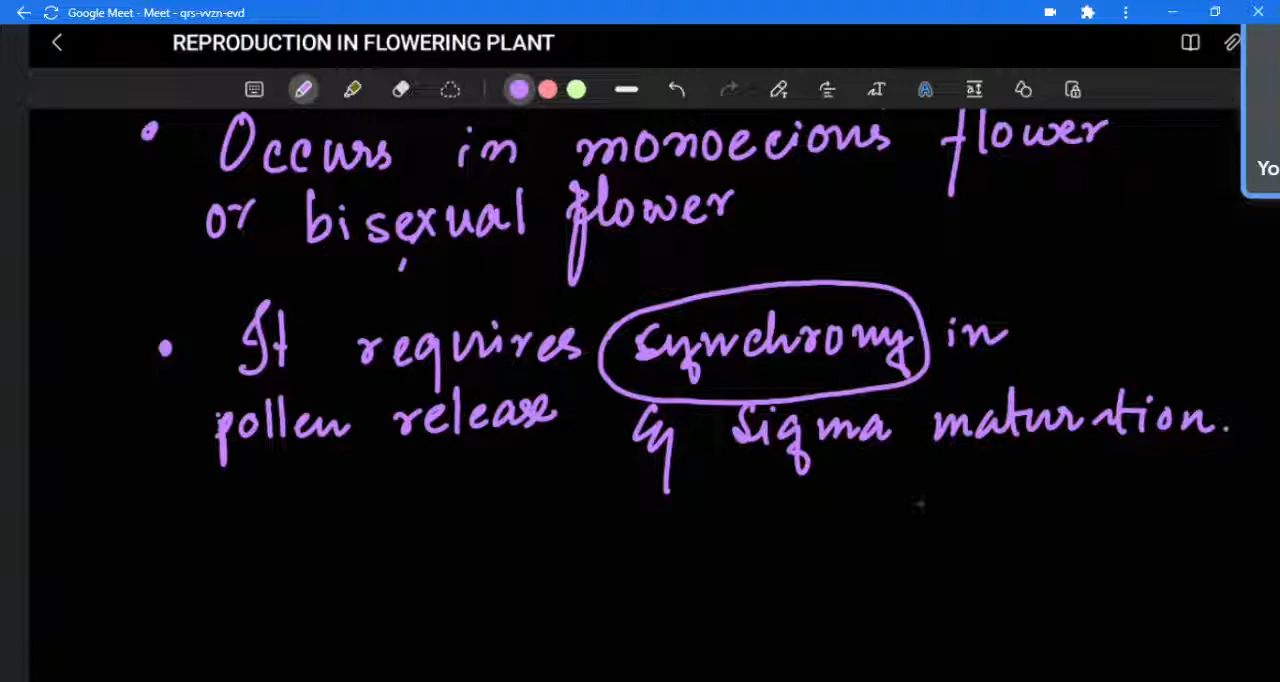 Google Meet - Meet - qrs-vvzn-evd
REPRODUCTION IN FLOWERING PLANT
Yo
• Occurs in monoecious flower
or bisexual flower
• It requires synchrony in
pollen release & sigma maturation.